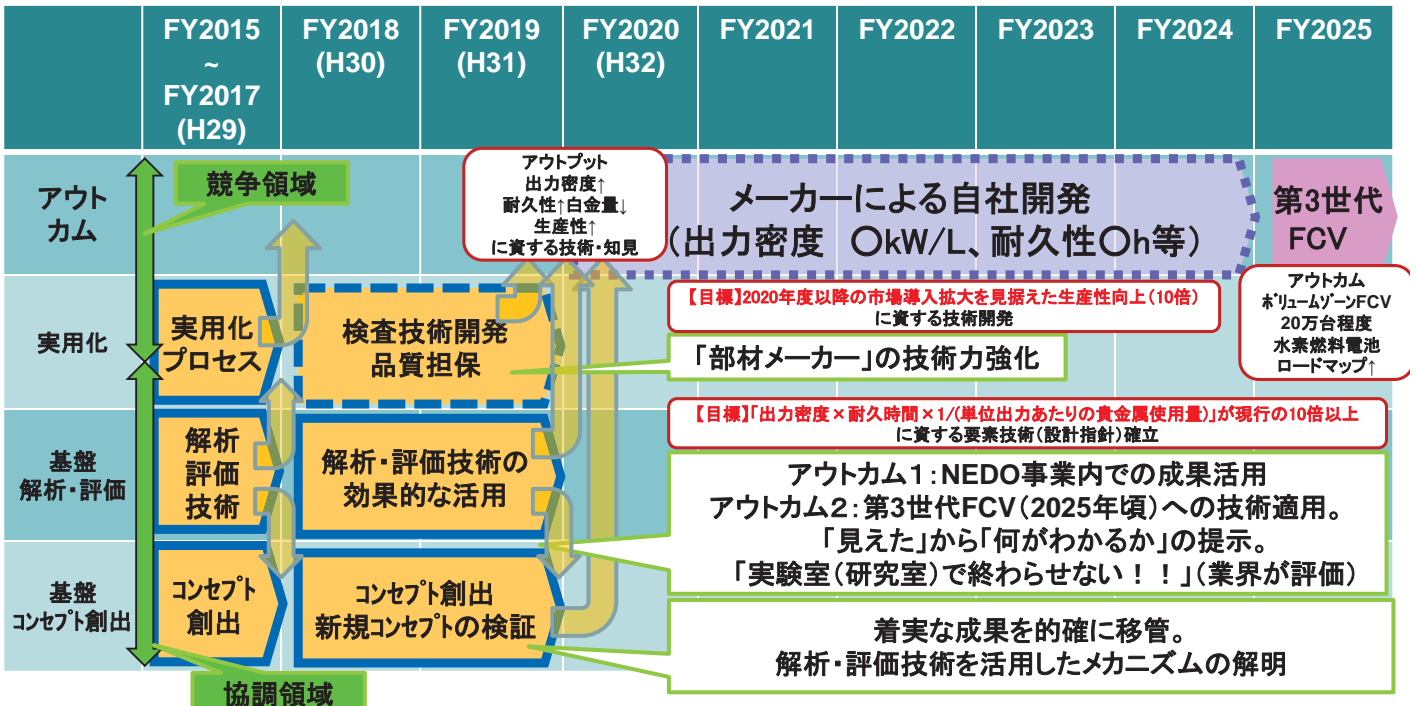 FY2015
~
FY2017
(H29)
FY2018
(H30)
FY2019
(H31)
FY2020
(H32)
FY2021
FY2022
FY2023
FY2024
FY2025
アウト
カム
競争領域
アウトプット
出力密度↑
耐久性↑白金量↓
生産性↑
に資する技術・知見
メーカーによる自社開発
(出力密度 〇kW/L、耐久性〇h等)
第3世代
FCV
アウトカム
ボリュームゾーンFCV
20万台程度
水素燃料電池
ロードマップ↑
実用化
実用化
プロセス
検査技術開発
品質担保
【目標】2020年度以降の市場導入拡大を見据えた生産性向上(10倍)
に資する技術開発
「部材メーカー」の技術力強化
基盤
解析・評価
解析
評価
技術
解析・評価技術の
効果的な活用
【目標】「出力密度×耐久時間×1/(単位出力あたりの貴金属使用量)」が現行の10倍以上
に資する要素技術(設計指針)確立
アウトカム1:NEDO事業内での成果活用
アウトカム2:第3世代FCV(2025年頃)への技術適用。
「見えた」から「何がわかるか」の提示。
「実験室(研究室)で終わらせない!!」(業界が評価)
基盤
コンセプト創出
コンセプト
創出
コンセプト創出
新規コンセプトの検証
着実な成果を的確に移管。
解析・評価技術を活用したメカニズムの解明
協調領域